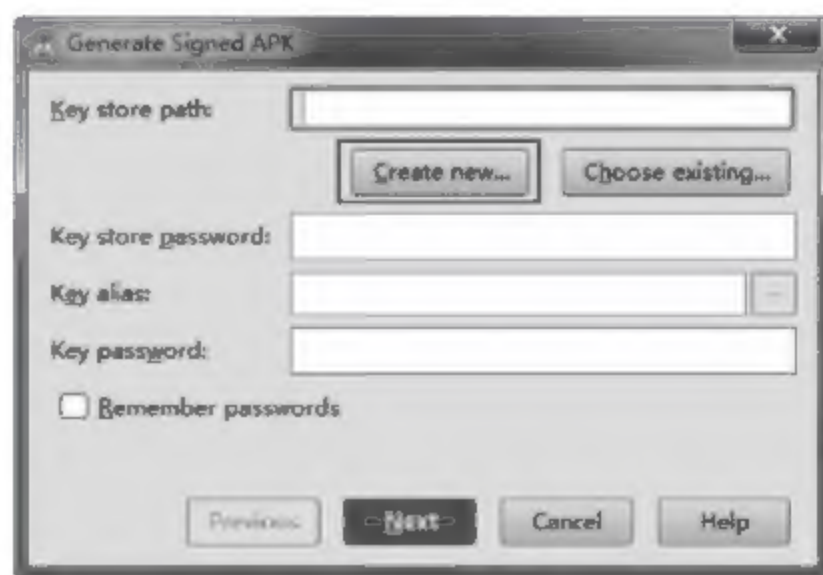 Generate Signed APK
Key store path:
Create new... Choose existing...
Key store password:
Key alias:
...
Key password:
Remember passwords
Previous Next Cancel Help